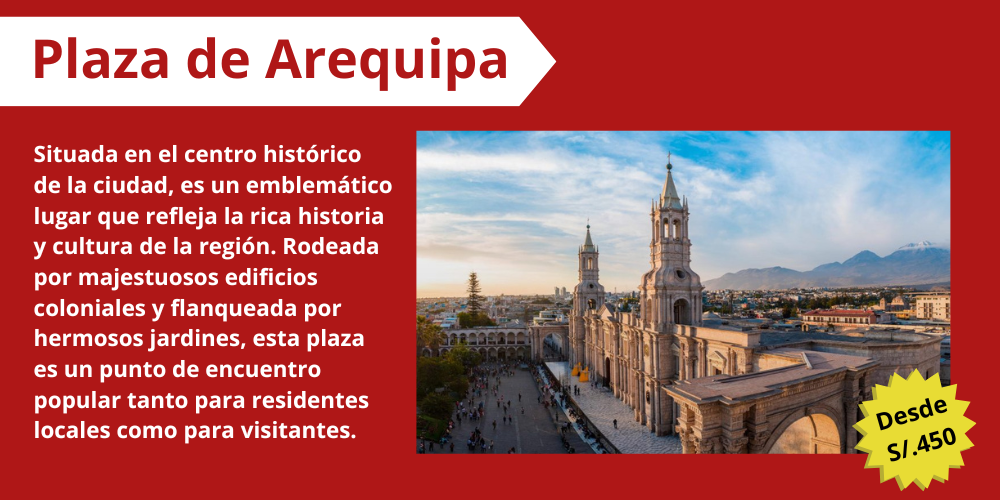 Plaza de Arequipa
Situada en el centro histórico
de la ciudad, es un emblemático
lugar que refleja la rica historia
y cultura de la región. Rodeada
por majestuosos edificios
coloniales y flanqueada por
hermosos jardines, esta plaza
es un punto de encuentro
popular tanto para residentes
locales como para visitantes.
Desde
S/.450